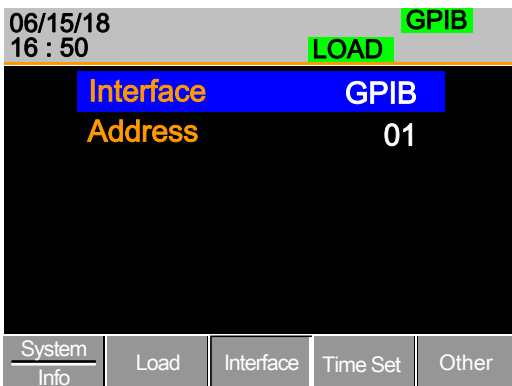 06/15/18
GPIB
16 : 50
LOAD
Interface GPIB
Address 01
System
Info
Load
Interface
Time Set
Other